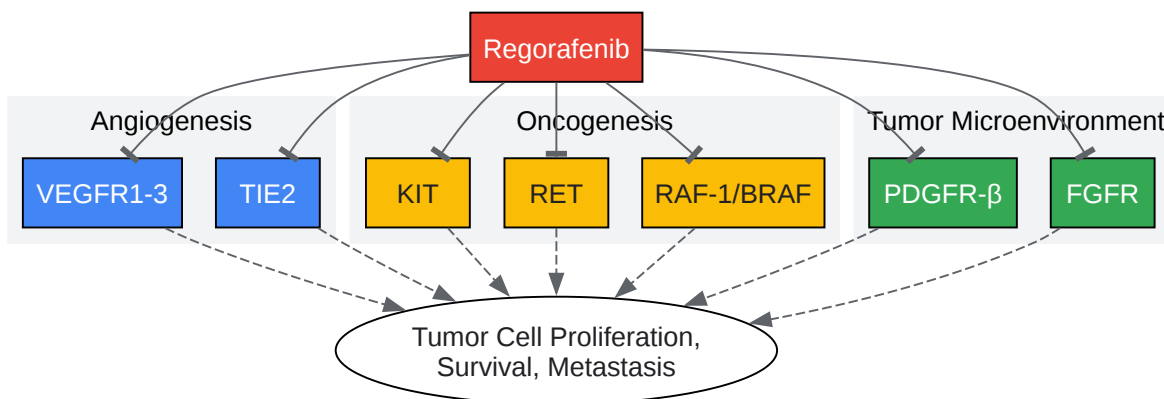 Regorafenib
Angiogenesis
Oncogenesis
Tumor Microenvironment
VEGFR1-3
TIE2
KIT
RET
RAF-1/BRAF
PDGFR-β
FGFR
Tumor Cell Proliferation,
Survival, Metastasis